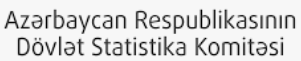 Azərbaycan Respublikasının
Dövlət Statistika Komitəsi